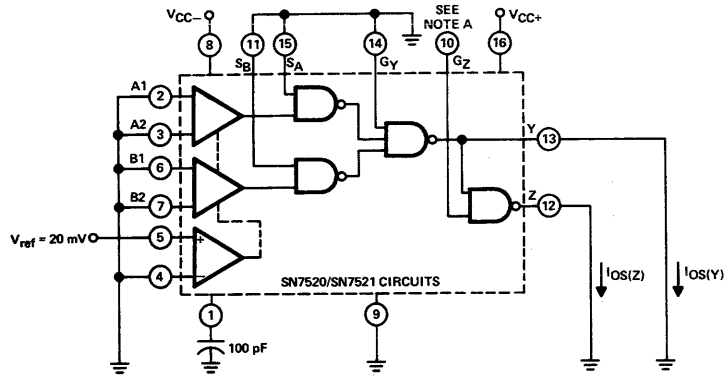 SEE
NOTE A
VCC−
VCC+
8
11
15
14
10
16
SB
SA
GY
GZ
A1
2
A2
3
B1
6
B2
7
Vref = 20 mV
5
+
4
−
Y
13
Z
12
SN7520/SN7521 CIRCUITS
IOS(Z)
IOS(Y)
1
9
100 pF